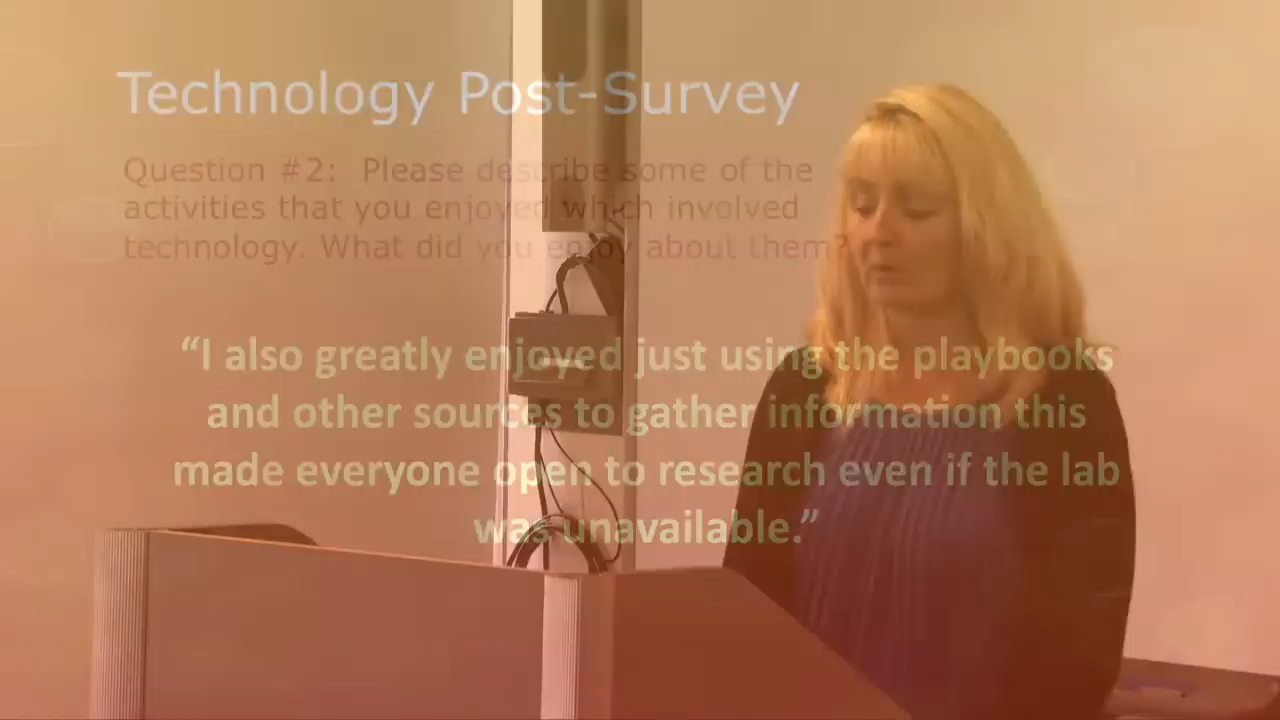 Technology Post-Survey
Question #2: Please describe some of the
activities that you enjoyed which involved
technology. What did you enjoy about them?
“I also greatly enjoyed just using the playbooks
and other sources to gather information this
made everyone open to research even if the lab
was unavailable.”